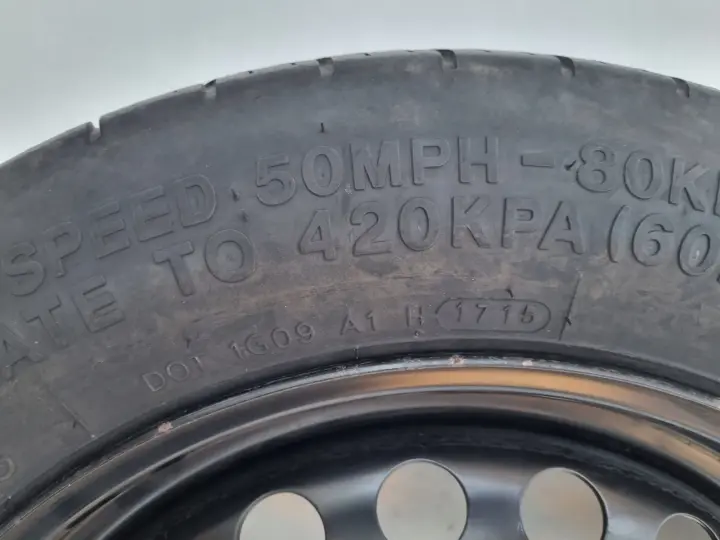 SPEED 50MPH - 80K
ATE TO 420KPA (60
DOT 1G09 A1 H 1715